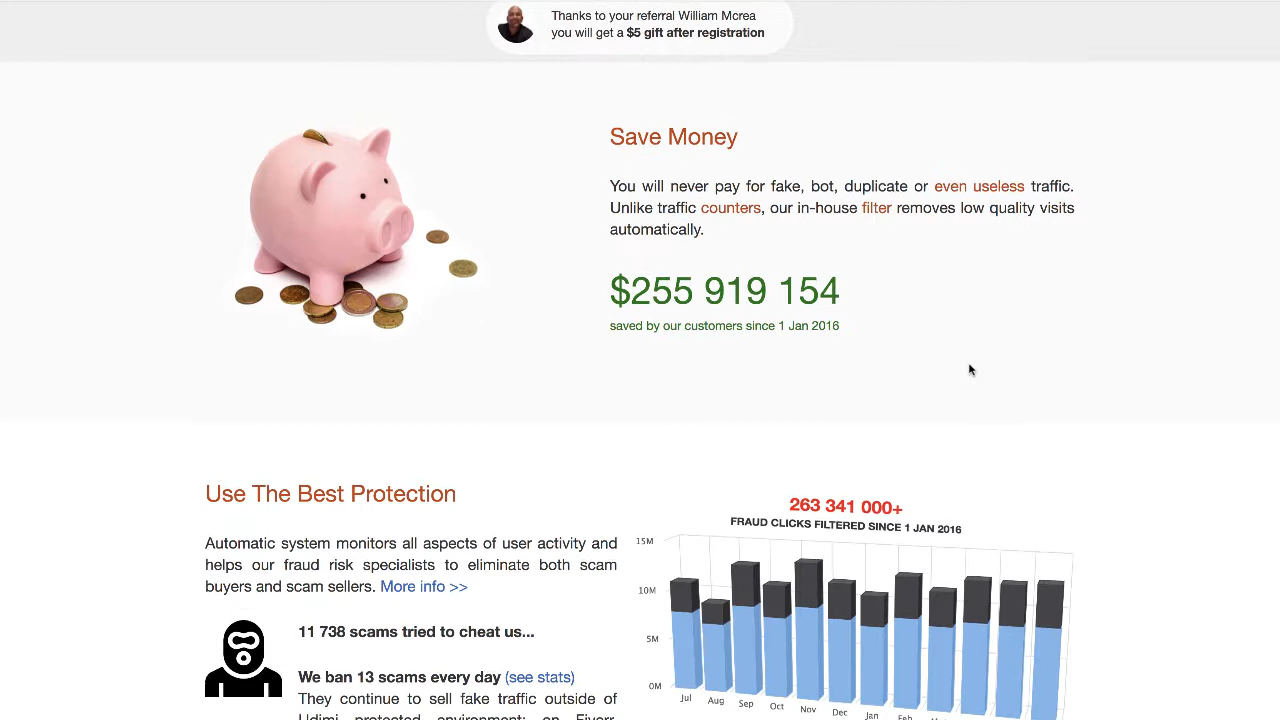 Thanks to your referral William Mcrea
you will get a $5 gift after registration
Save Money
You will never pay for fake, bot, duplicate or even useless traffic.
Unlike traffic counters, our in-house filter removes low quality visits
automatically.
$255 919 154
saved by our customers since 1 Jan 2016
Use The Best Protection
Automatic system monitors all aspects of user activity and
helps our fraud risk specialists to eliminate both scam
buyers and scam sellers. More info >>
11 738 scams tried to cheat us...
We ban 13 scams every day (see stats)
They continue to sell fake traffic outside of
Udimi protected environment: on Fiverr,
263 341 000+
FRAUD CLICKS FILTERED SINCE 1 JAN 2016
15M
10M
5M
0M
Jul Aug Sep Oct Nov Dec Jan Feb